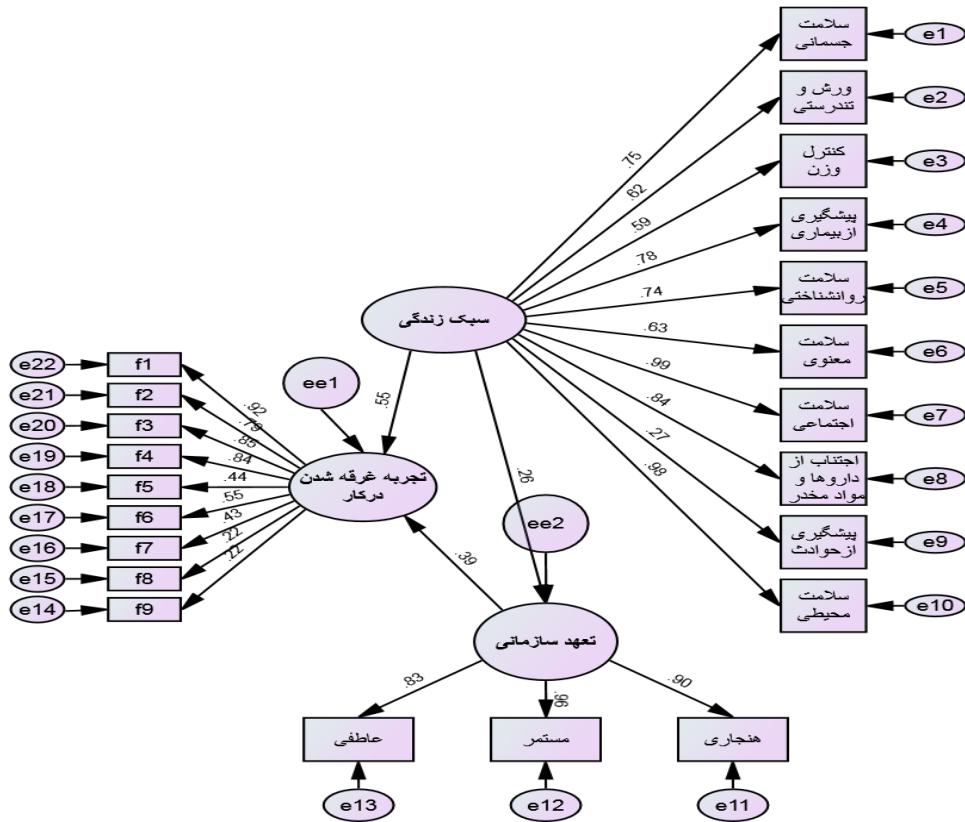 سلامت
جسمانی
e1
ورش و
تندرستی
e2
کنترل
وزن
e3
پیشگیری
ازبیماری
e4
سلامت
روانشناختی
e5
سلامت
معنوی
e6
سلامت
اجتماعی
e7
اجتناب از
داروها و
مواد مخدر
e8
پیشگیری
ازحوادث
e9
سلامت
محیطی
e10
.75
.62
.59
.78
.74
.63
.99
.84
.27
.98
سبک زندگی
.55
.26
ee1
ee2
e22
f1
e21
f2
e20
f3
e19
f4
e18
f5
e17
f6
e16
f7
e15
f8
e14
f9
.92
.79
.85
.84
.44
.55
.43
.22
.22
تجربه غرقه شدن
درکار
.39
تعهد سازمانی
.83
.96
.90
عاطفی
مستمر
هنجاری
e13
e12
e11